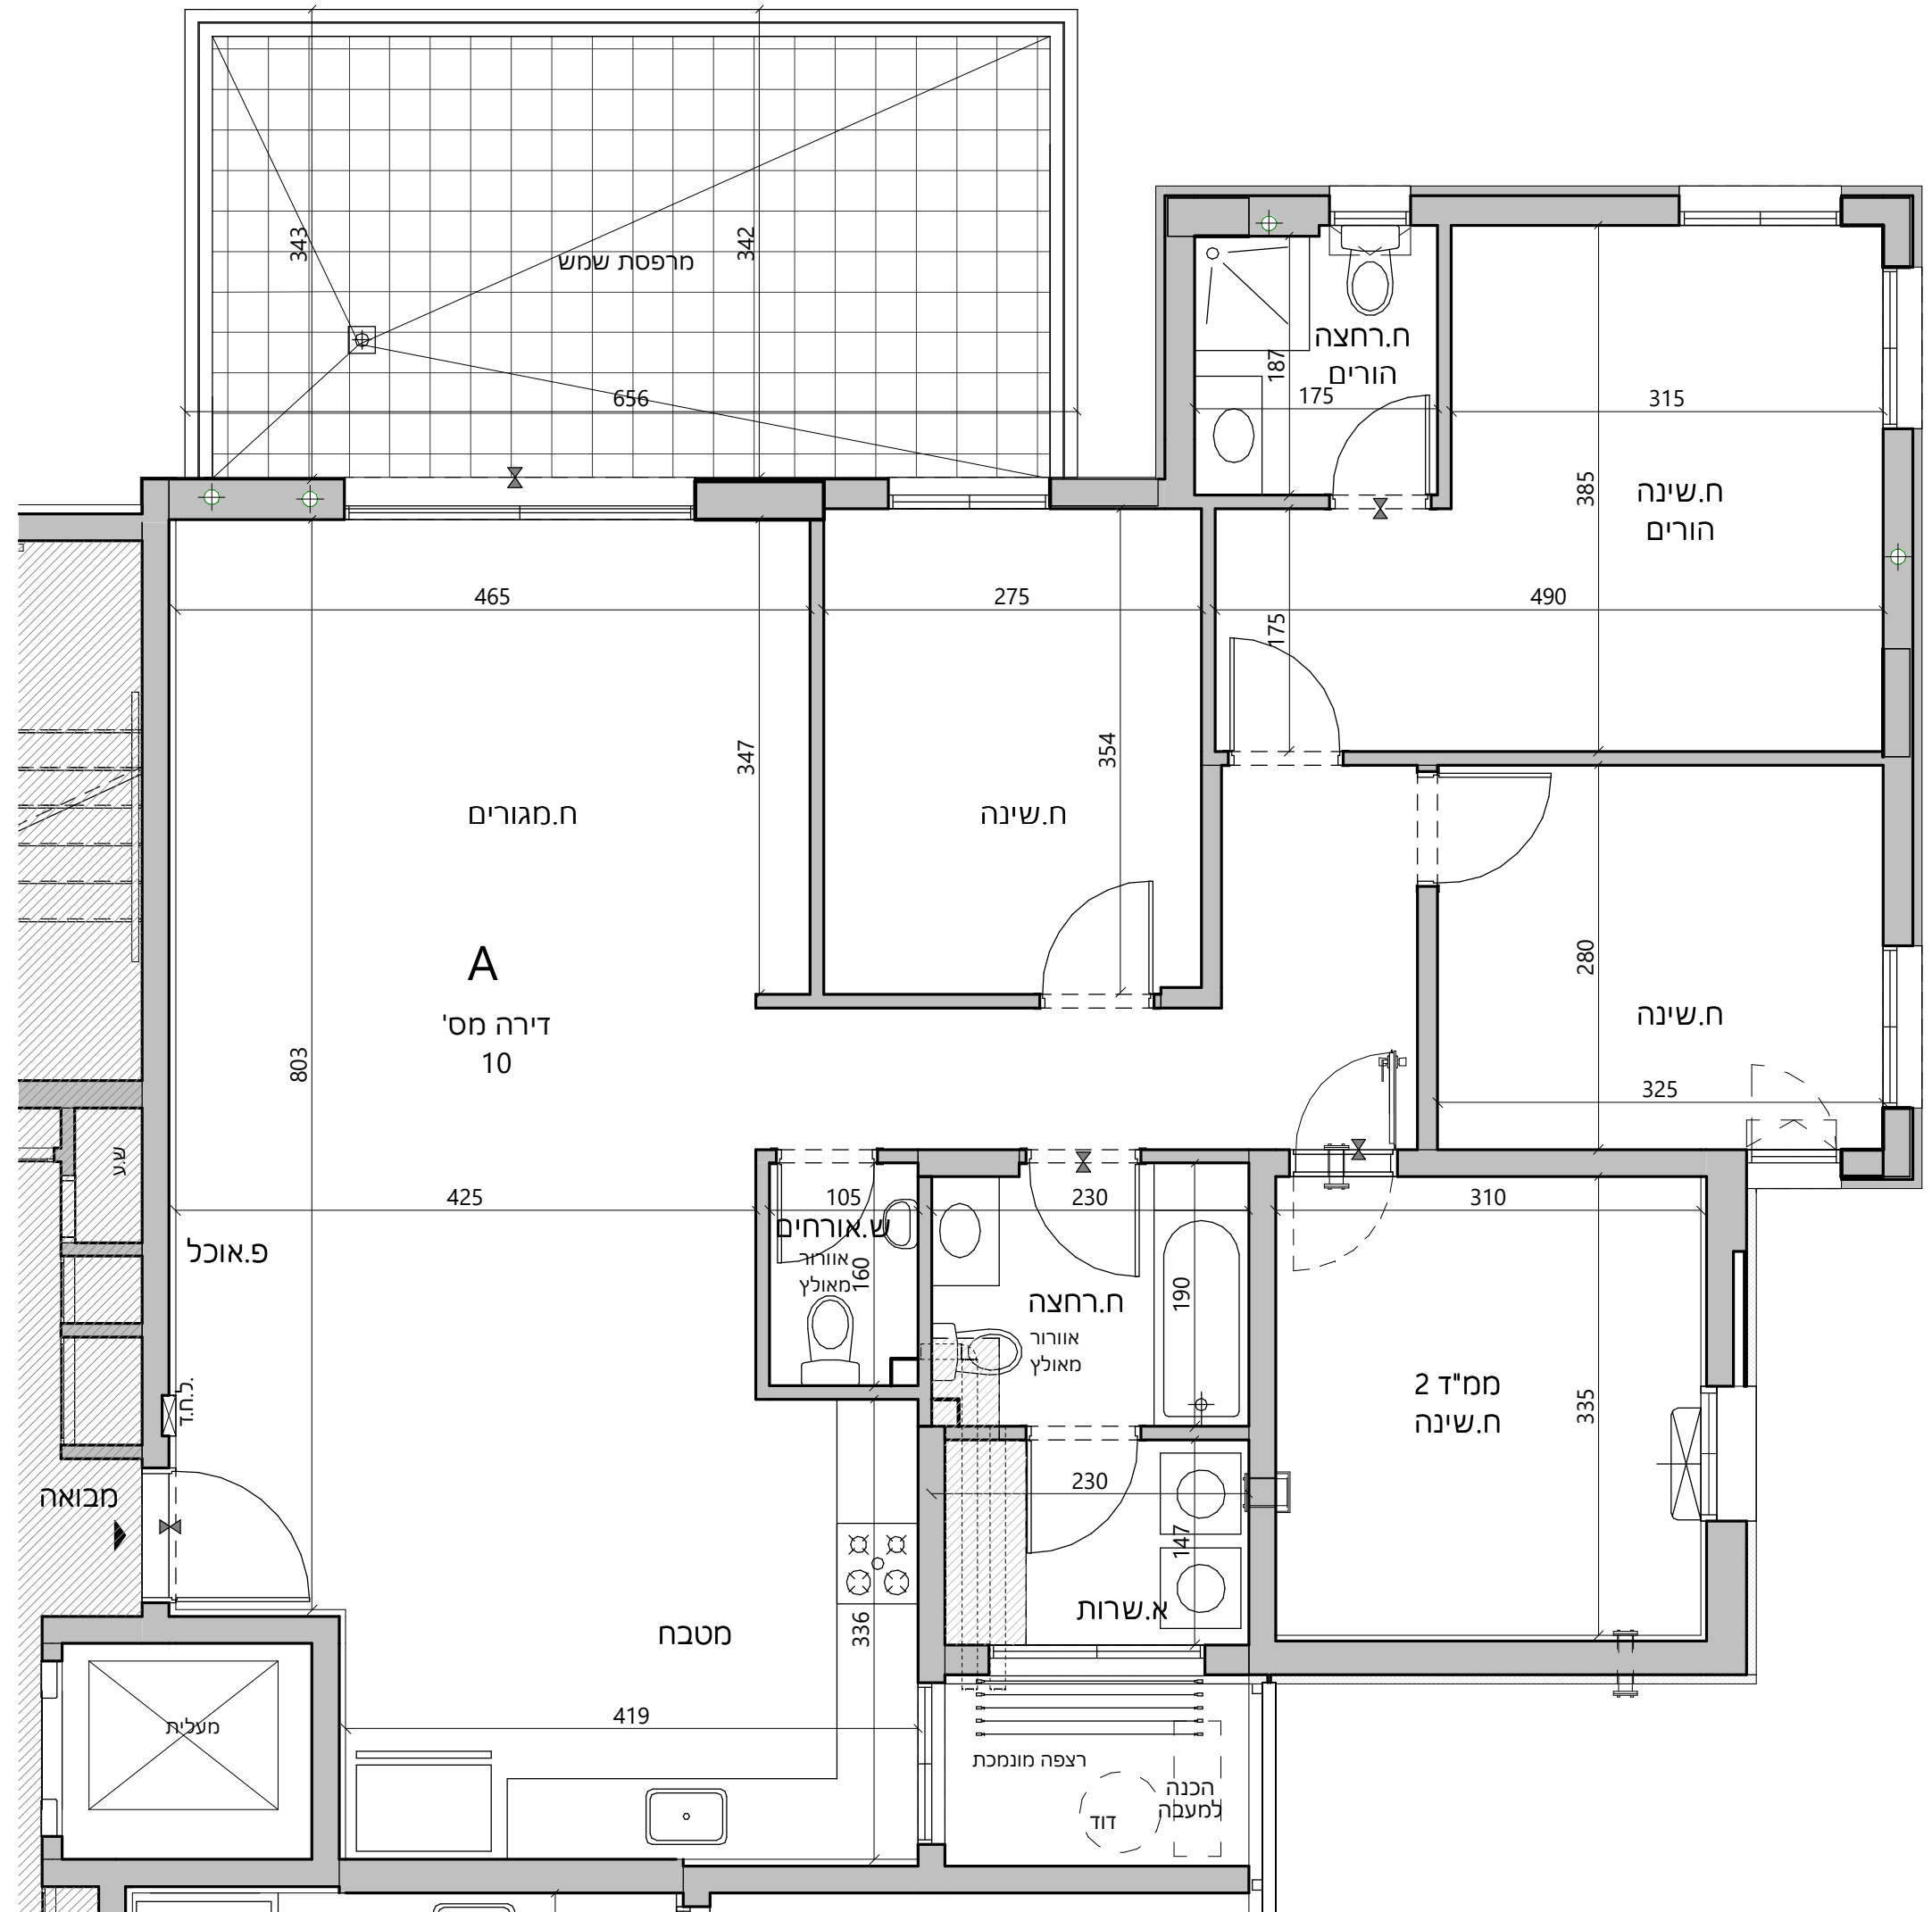 343
342
מרפסת שמש
656
ח.רחצה
הורים
187
175
315
385
ח.שינה
הורים
465
275
490
175
347
354
ח.מגורים
ח.שינה
A
דירה מס'
10
803
280
ח.שינה
325
ש.ע
425
105
230
310
ש.אורחים
אוורור
מאולץ
160
פ.אוכל
190
ח.רחצה
אוורור
מאולץ
ממ"ד 2
ח.שינה
335
ל.ח.ד.
מבואה
230
147
א.שרות
מטבח
336
419
מעלית
רצפה מונמכת
הכנה
למעבה
דוד